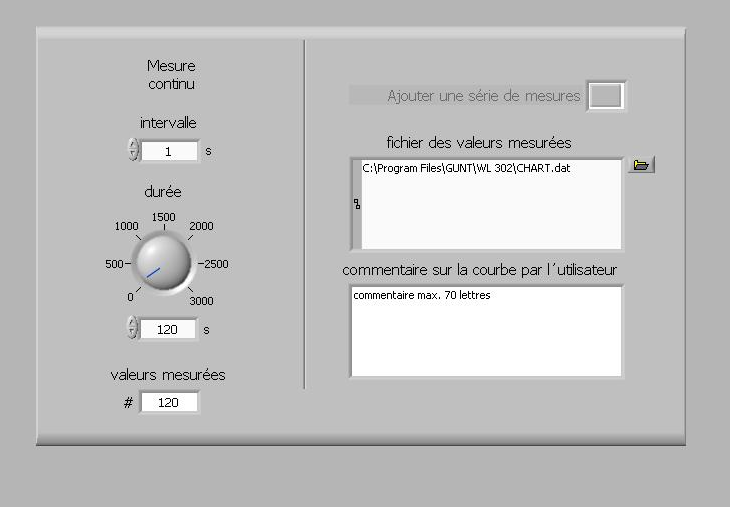 Mesure
continu
intervalle
1 s
durée
1500
1000 2000
500 2500
0 3000
120 s
valeurs mesurées
# 120
Ajouter une série de mesures
fichier des valeurs mesurées
C:\Program Files\GUNT\WL 302\CHART.dat
commentaire sur la courbe par l´utilisateur
commentaire max. 70 lettres